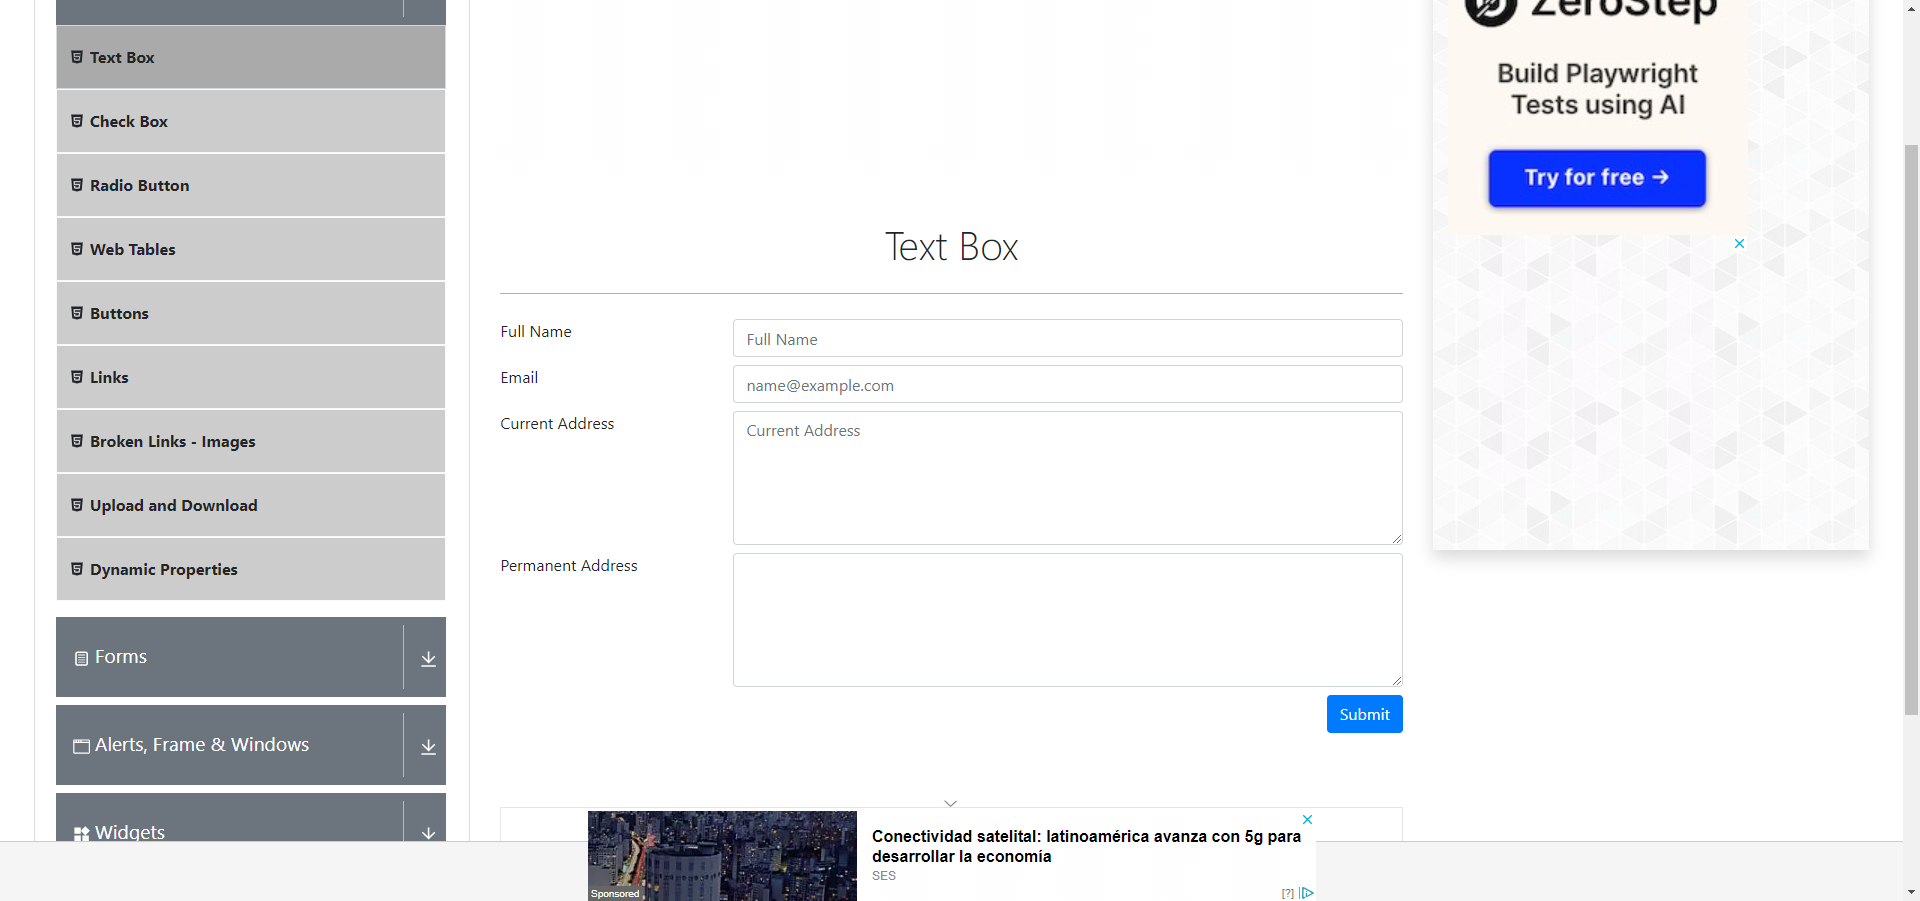 Text Box
Check Box
Radio Button
Web Tables
Buttons
Links
Broken Links - Images
Upload and Download
Dynamic Properties
Forms
Alerts, Frame & Windows
Widgets
Text Box
Full Name
Full Name
Email
name@example.com
Current Address
Current Address
Permanent Address
Submit
ZeroStep
Build Playwright
Tests using AI
Try for free →
Sponsored
Conectividad satelital: latinoamérica avanza con 5g para
desarrollar la economía
SES
[?]